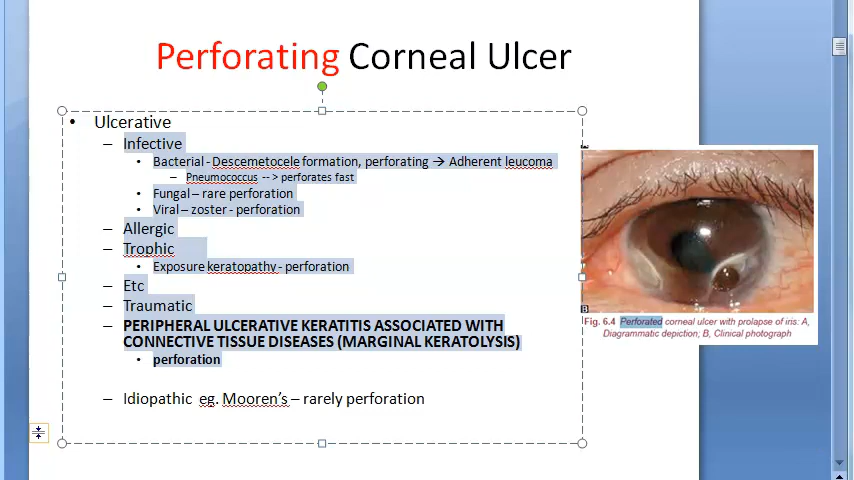 Perforating Corneal Ulcer
• Ulcerative
– Infective
• Bacterial - Descemetocele formation, perforating → Adherent leucoma
– Pneumococcus -- > perforates fast
• Fungal – rare perforation
• Viral – zoster - perforation
– Allergic
– Trophic
• Exposure keratopathy - perforation
– Etc
– Traumatic
– PERIPHERAL ULCERATIVE KERATITIS ASSOCIATED WITH
CONNECTIVE TISSUE DISEASES (MARGINAL KERATOLYSIS)
• perforation
– Idiopathic eg. Mooren's – rarely perforation
B
Fig. 6.4 Perforated corneal ulcer with prolapse of iris: A,
Diagrammatic depiction; B, Clinical photograph